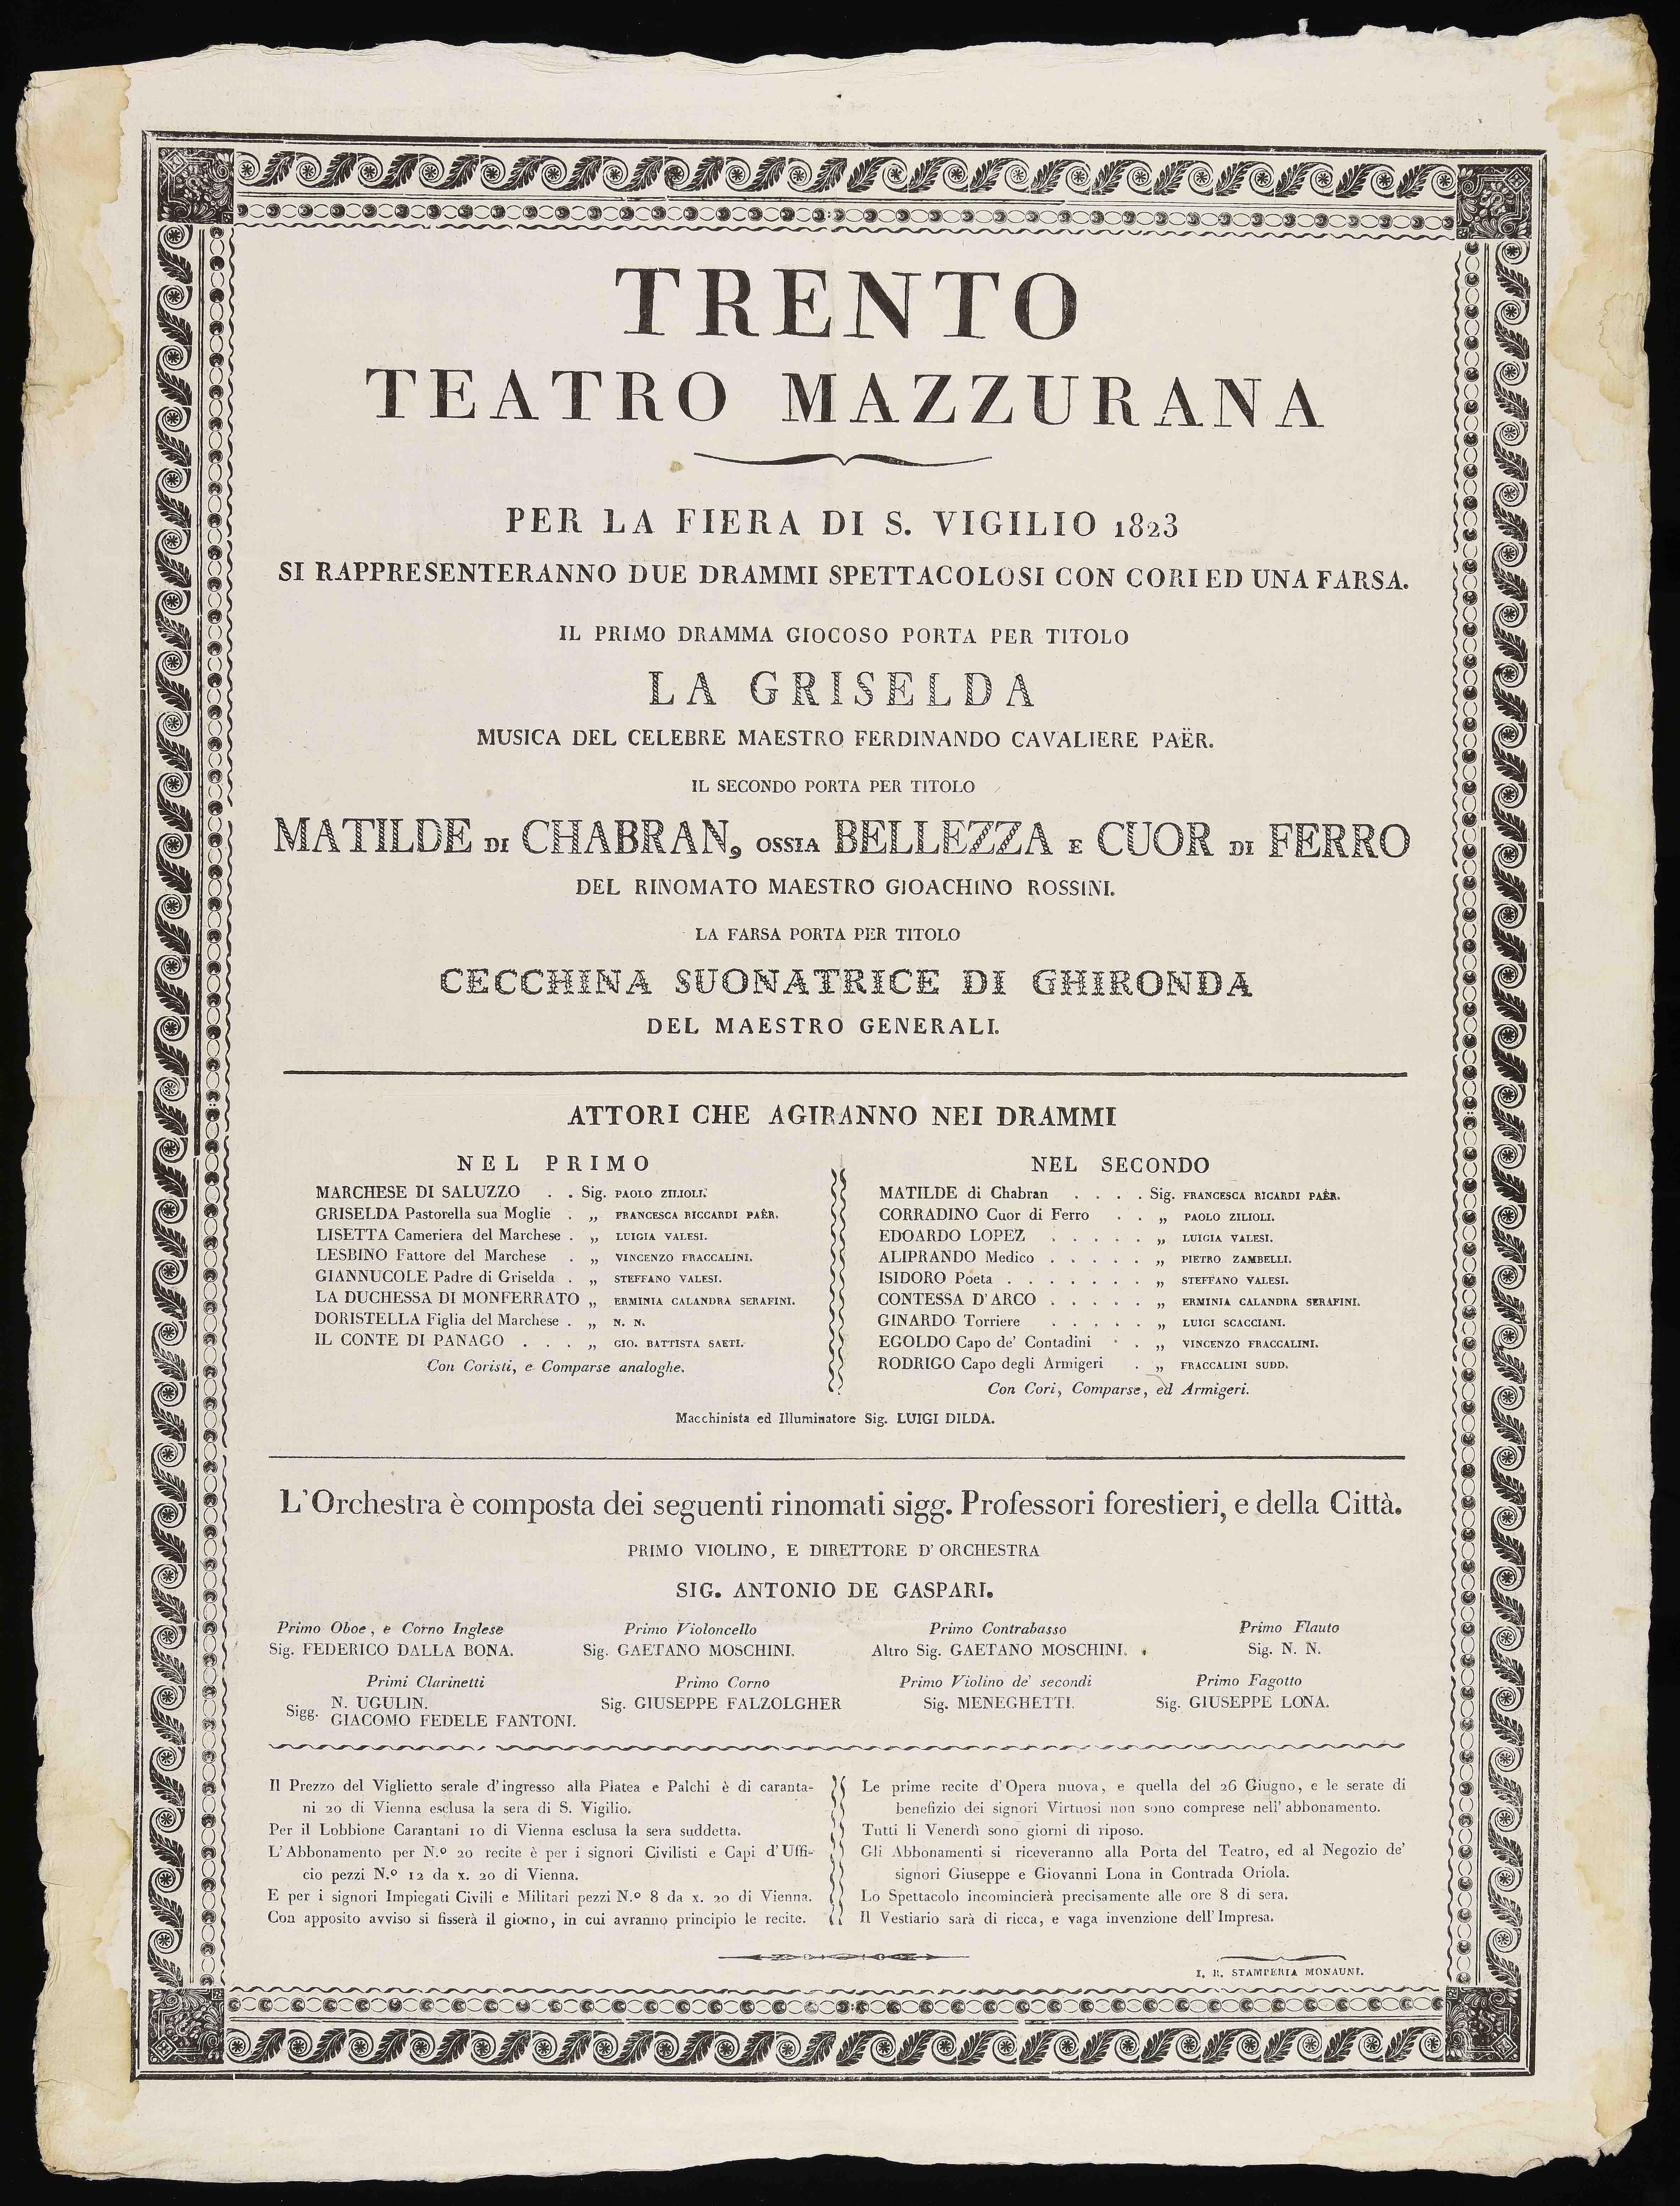 TRENTO
TEATRO MAZZURANA
PER LA FIERA DI S. VIGILIO 1823
SI RAPPRESENTERANNO DUE DRAMMI SPETTACOLOSI CON CORI ED UNA FARSA.
IL PRIMO DRAMMA GIOCOSO PORTA PER TITOLO
LA GRISELDA
MUSICA DEL CELEBRE MAESTRO FERDINANDO CAVALIERE PAËR.
IL SECONDO PORTA PER TITOLO
MATILDE DI CHABRAN, OSSIA BELLEZZA E CUOR DI FERRO
DEL RINOMATO MAESTRO GIOACHINO ROSSINI.
LA FARSA PORTA PER TITOLO
CECCHINA SUONATRICE DI GHIRONDA
DEL MAESTRO GENERALI.
ATTORI CHE AGIRANNO NEI DRAMMI
NEL PRIMO
MARCHESE DI SALUZZO . . Sig. PAOLO ZILIOLI.
GRISELDA Pastorella sua Moglie . „ FRANCESCA RICCARDI PAËR.
LISETTA Cameriera del Marchese . „ LUIGIA VALESI.
LESBINO Fattore del Marchese . „ VINCENZO FRACCALINI.
GIANNUCOLE Padre di Griselda . „ STEFFANO VALESI.
LA DUCHESSA DI MONFERRATO „ ERMINIA CALANDRA SERAFINI.
DORISTELLA Figlia del Marchese . „ N. N.
IL CONTE DI PANAGO . . . „ GIO. BATTISTA SAETI.
Con Coristi, e Comparse analoghe.
NEL SECONDO
MATILDE di Chabran . . . . Sig. FRANCESCA RICARDI PAËR.
CORRADINO Cuor di Ferro . . „ PAOLO ZILIOLI.
EDOARDO LOPEZ . . . . . „ LUIGIA VALESI.
ALIPRANDO Medico . . . . . „ PIETRO ZAMBELLI.
ISIDORO Poeta . . . . . . . „ STEFFANO VALESI.
CONTESSA D'ARCO . . . . . „ ERMINIA CALANDRA SERAFINI.
GINARDO Torriere . . . . . „ LUIGI SCACCIANI.
EGOLDO Capo de' Contadini . . „ VINCENZO FRACCALINI.
RODRIGO Capo degli Armigeri . „ FRACCALINI SUDD.
Con Cori, Comparse, ed Armigeri.
Macchinista ed Illuminatore Sig. LUIGI DILDA.
L'Orchestra è composta dei seguenti rinomati sigg. Professori forestieri, e della Città.
PRIMO VIOLINO, E DIRETTORE D'ORCHESTRA
SIG. ANTONIO DE GASPARI.
Primo Oboe, e Corno Inglese Primo Violoncello Primo Contrabasso Primo Flauto
Sig. FEDERICO DALLA BONA. Sig. GAETANO MOSCHINI. Altro Sig. GAETANO MOSCHINI. Sig. N. N.
Primi Clarinetti Primo Corno Primo Violino de' secondi Primo Fagotto
Sigg. N. UGULIN. Sig. GIUSEPPE FALZOLGHER Sig. MENEGHETTI. Sig. GIUSEPPE LONA.
GIACOMO FEDELE FANTONI.
Il Prezzo del Viglietto serale d'ingresso alla Platea e Palchi è di caranta-
ni 20 di Vienna esclusa la sera di S. Vigilio.
Per il Lobbione Carantani 10 di Vienna esclusa la sera suddetta.
L'Abbonamento per N.º 20 recite è per i signori Civilisti e Capi d'Uffi-
cio pezzi N.º 12 da x. 20 di Vienna.
E per i signori Impiegati Civili e Militari pezzi N.º 8 da x. 20 di Vienna.
Con apposito avviso si fisserà il giorno, in cui avranno principio le recite.
Le prime recite d'Opera nuova, e quella del 26 Giugno, e le serate di
benefizio dei signori Virtuosi non sono comprese nell'abbonamento.
Tutti li Venerdì sono giorni di riposo.
Gli Abbonamenti si riceveranno alla Porta del Teatro, ed al Negozio de'
signori Giuseppe e Giovanni Lona in Contrada Oriola.
Lo Spettacolo incomincierà precisamente alle ore 8 di sera.
Il Vestiario sarà di ricca, e vaga invenzione dell'Impresa.
I. R. STAMPERIA MONAUNI.